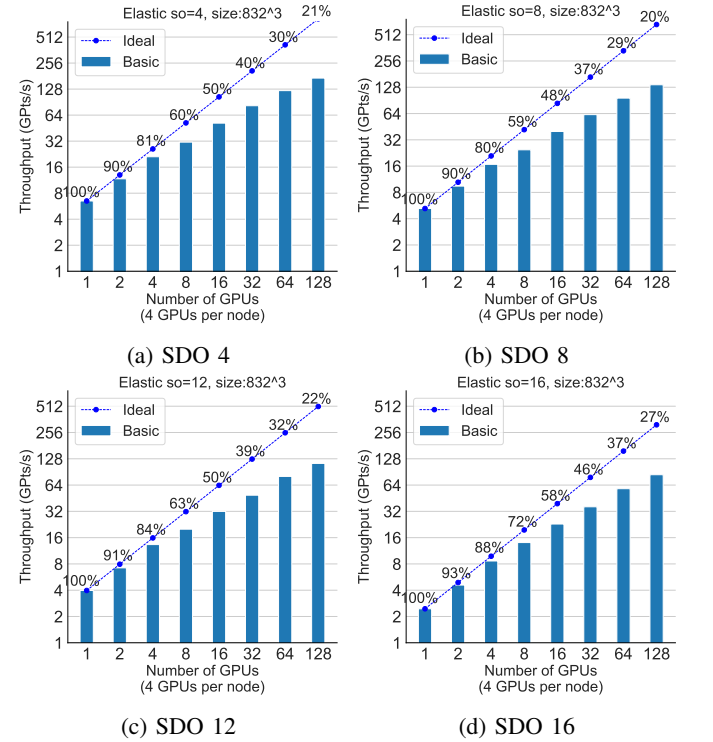 Elastic so=4, size:832^3
Throughput (GPts/s)
512
256
128
64
32
16
8
4
2
1
Ideal
Basic
100%
90%
81%
60%
50%
40%
30%
21%
1 2 4 8 16 32 64 128
Number of GPUs
(4 GPUs per node)
(a) SDO 4
Elastic so=8, size:832^3
Throughput (GPts/s)
512
256
128
64
32
16
8
4
2
1
Ideal
Basic
100%
90%
80%
59%
48%
37%
29%
20%
1 2 4 8 16 32 64 128
Number of GPUs
(4 GPUs per node)
(b) SDO 8
Elastic so=12, size:832^3
Throughput (GPts/s)
512
256
128
64
32
16
8
4
2
1
Ideal
Basic
100%
91%
84%
63%
50%
39%
32%
22%
1 2 4 8 16 32 64 128
Number of GPUs
(4 GPUs per node)
(c) SDO 12
Elastic so=16, size:832^3
Throughput (GPts/s)
512
256
128
64
32
16
8
4
2
1
Ideal
Basic
100%
93%
88%
72%
58%
46%
37%
27%
1 2 4 8 16 32 64 128
Number of GPUs
(4 GPUs per node)
(d) SDO 16